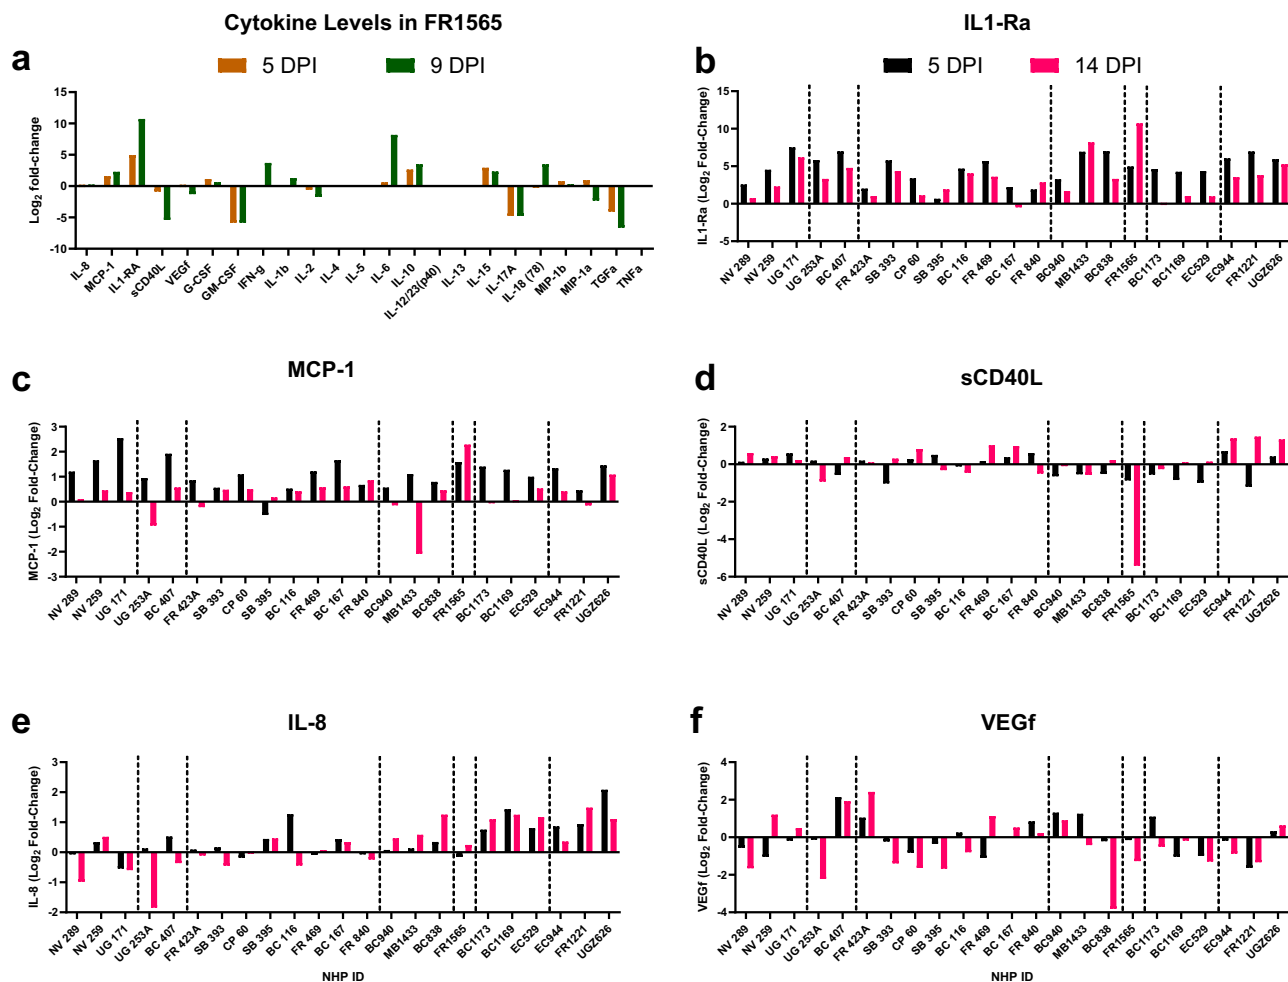 Cytokine Levels in FR1565
a
5 DPI
9 DPI
Log2 fold-change
15
10
5
0
-5
-10
IL-8
MCP-1
IL1-RA
sCD40L
VEGf
G-CSF
GM-CSF
IFN-g
IL-1b
IL-2
IL-4
IL-5
IL-6
IL-10
IL-12/23(p40)
IL-13
IL-15
IL-17A
IL-18 (78)
MIP-1b
MIP-1a
TGFa
TNFa
IL1-Ra
b
5 DPI
14 DPI
IL1-Ra (Log2 Fold-Change)
15
10
5
0
-5
NV 289
NV 259
UG 171
UG 253A
BC 407
FR 423A
SB 393
CP 60
SB 395
BC 116
FR 469
BC 167
FR 840
BC940
MB1433
BC838
FR1565
BC1173
BC1169
EC529
EC944
FR1221
UGZ626
c
MCP-1
MCP-1 (Log2 Fold-Change)
3
2
1
0
-1
-2
-3
NV 289
NV 259
UG 171
UG 253A
BC 407
FR 423A
SB 393
CP 60
SB 395
BC 116
FR 469
BC 167
FR 840
BC940
MB1433
BC838
FR1565
BC1173
BC1169
EC529
EC944
FR1221
UGZ626
d
sCD40L
sCD40L (Log2 Fold-Change)
2
0
-2
-4
-6
NV 289
NV 259
UG 171
UG 253A
BC 407
FR 423A
SB 393
CP 60
SB 395
BC 116
FR 469
BC 167
FR 840
BC940
MB1433
BC838
FR1565
BC1173
BC1169
EC529
EC944
FR1221
UGZ626
e
IL-8
IL-8 (Log2 Fold-Change)
3
2
1
0
-1
-2
NV 289
NV 259
UG 171
UG 253A
BC 407
FR 423A
SB 393
CP 60
SB 395
BC 116
FR 469
BC 167
FR 840
BC940
MB1433
BC838
FR1565
BC1173
BC1169
EC529
EC944
FR1221
UGZ626
NHP ID
f
VEGf
VEGf (Log2 Fold-Change)
4
2
0
-2
-4
NV 289
NV 259
UG 171
UG 253A
BC 407
FR 423A
SB 393
CP 60
SB 395
BC 116
FR 469
BC 167
FR 840
BC940
MB1433
BC838
FR1565
BC1173
BC1169
EC529
EC944
FR1221
UGZ626
NHP ID